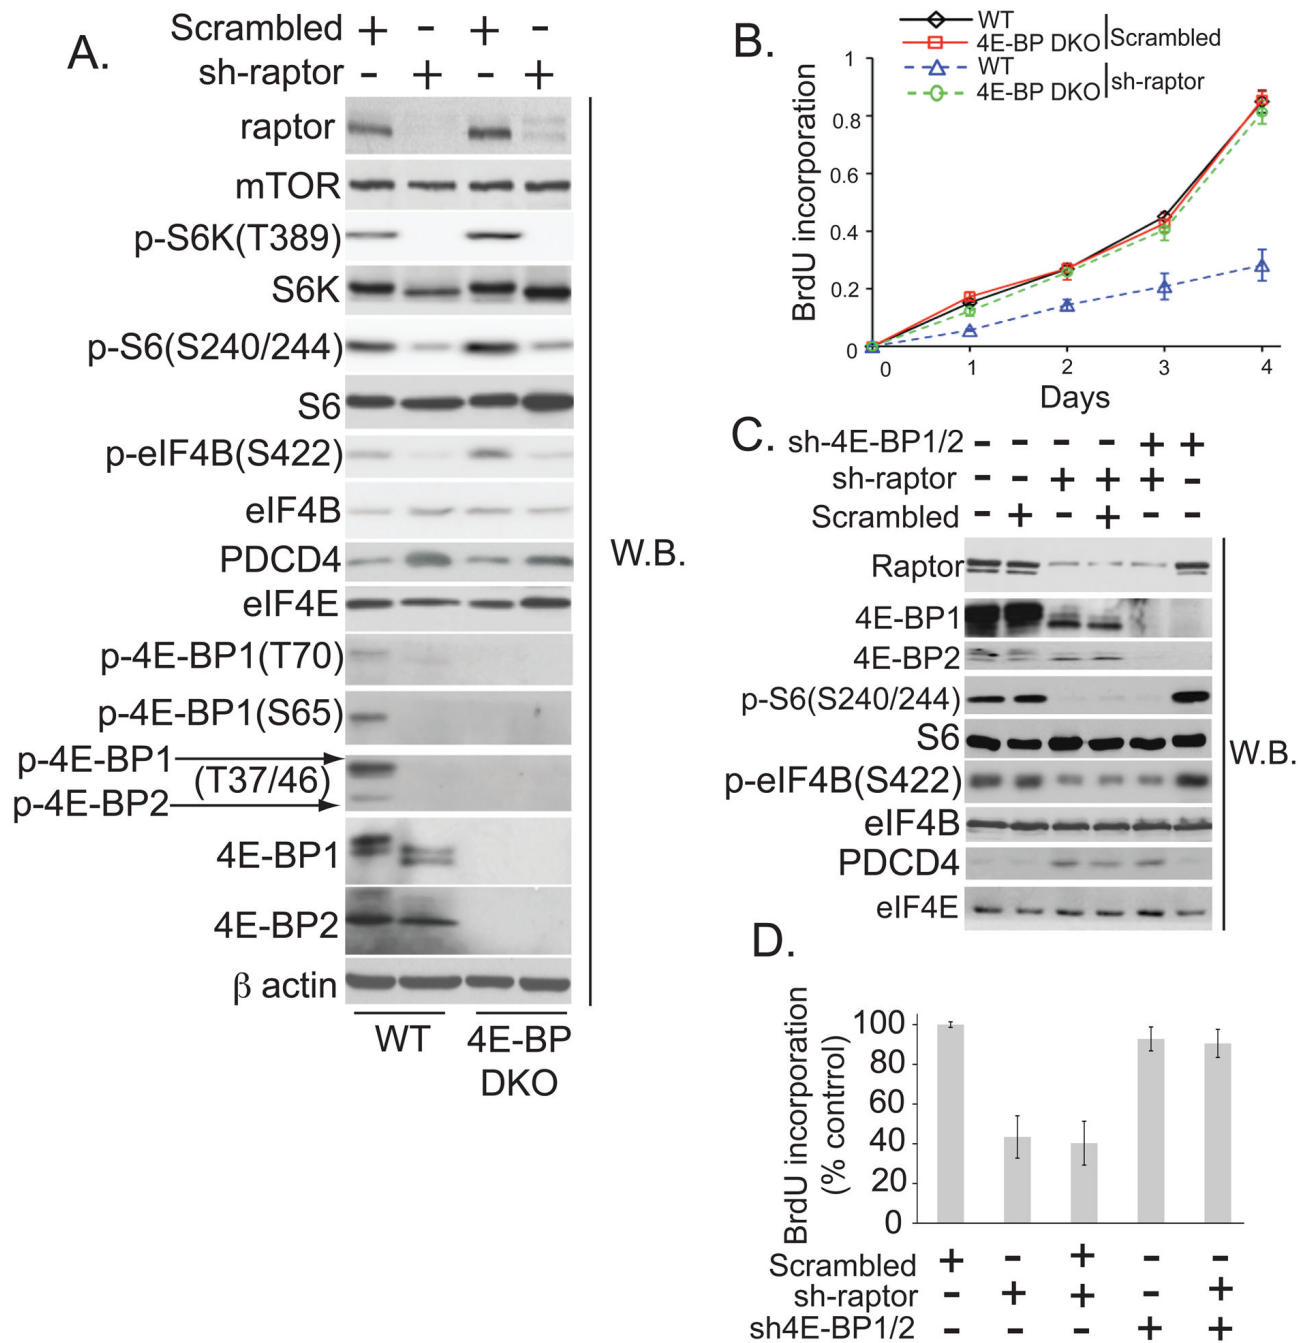 A.
Scrambled + - + -
sh-raptor - + - +
raptor
mTOR
p-S6K(T389)
S6K
p-S6(S240/244)
S6
p-eIF4B(S422)
eIF4B
PDCD4
eIF4E
p-4E-BP1(T70)
p-4E-BP1(S65)
p-4E-BP1
(T37/46)
p-4E-BP2
4E-BP1
4E-BP2
β actin
WT 4E-BP
DKO
W.B.
B.
WT
4E-BP DKO
Scrambled
WT
4E-BP DKO
sh-raptor
BrdU incorporation
1
0.8
0.6
0.4
0.2
0
0 1 2 3 4
Days
C.
sh-4E-BP1/2 - - - - + +
sh-raptor - - + + + -
Scrambled - + - + - -
Raptor
4E-BP1
4E-BP2
p-S6(S240/244)
S6
p-eIF4B(S422)
eIF4B
PDCD4
eIF4E
W.B.
D.
BrdU incorporation
(% contrrol)
100
80
60
40
20
0
Scrambled + - + - -
sh-raptor - + + - +
sh4E-BP1/2 - - - + +